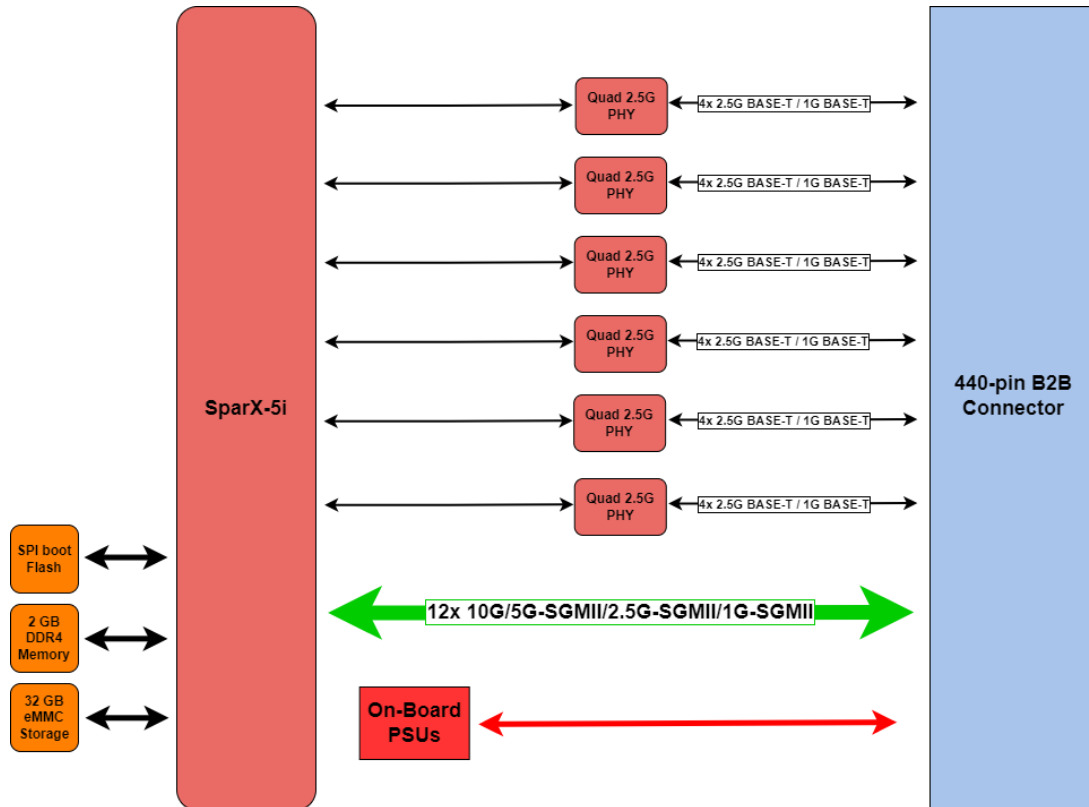 Quad 2.5G
PHY
4x 2.5G BASE-T / 1G BASE-T
Quad 2.5G
PHY
4x 2.5G BASE-T / 1G BASE-T
Quad 2.5G
PHY
4x 2.5G BASE-T / 1G BASE-T
Quad 2.5G
PHY
4x 2.5G BASE-T / 1G BASE-T
SparX-5i
440-pin B2B
Connector
Quad 2.5G
PHY
4x 2.5G BASE-T / 1G BASE-T
Quad 2.5G
PHY
4x 2.5G BASE-T / 1G BASE-T
SPI boot
Flash
12x 10G/5G-SGMII/2.5G-SGMII/1G-SGMII
2 GB
DDR4
Memory
32 GB
eMMC
Storage
On-Board
PSUs